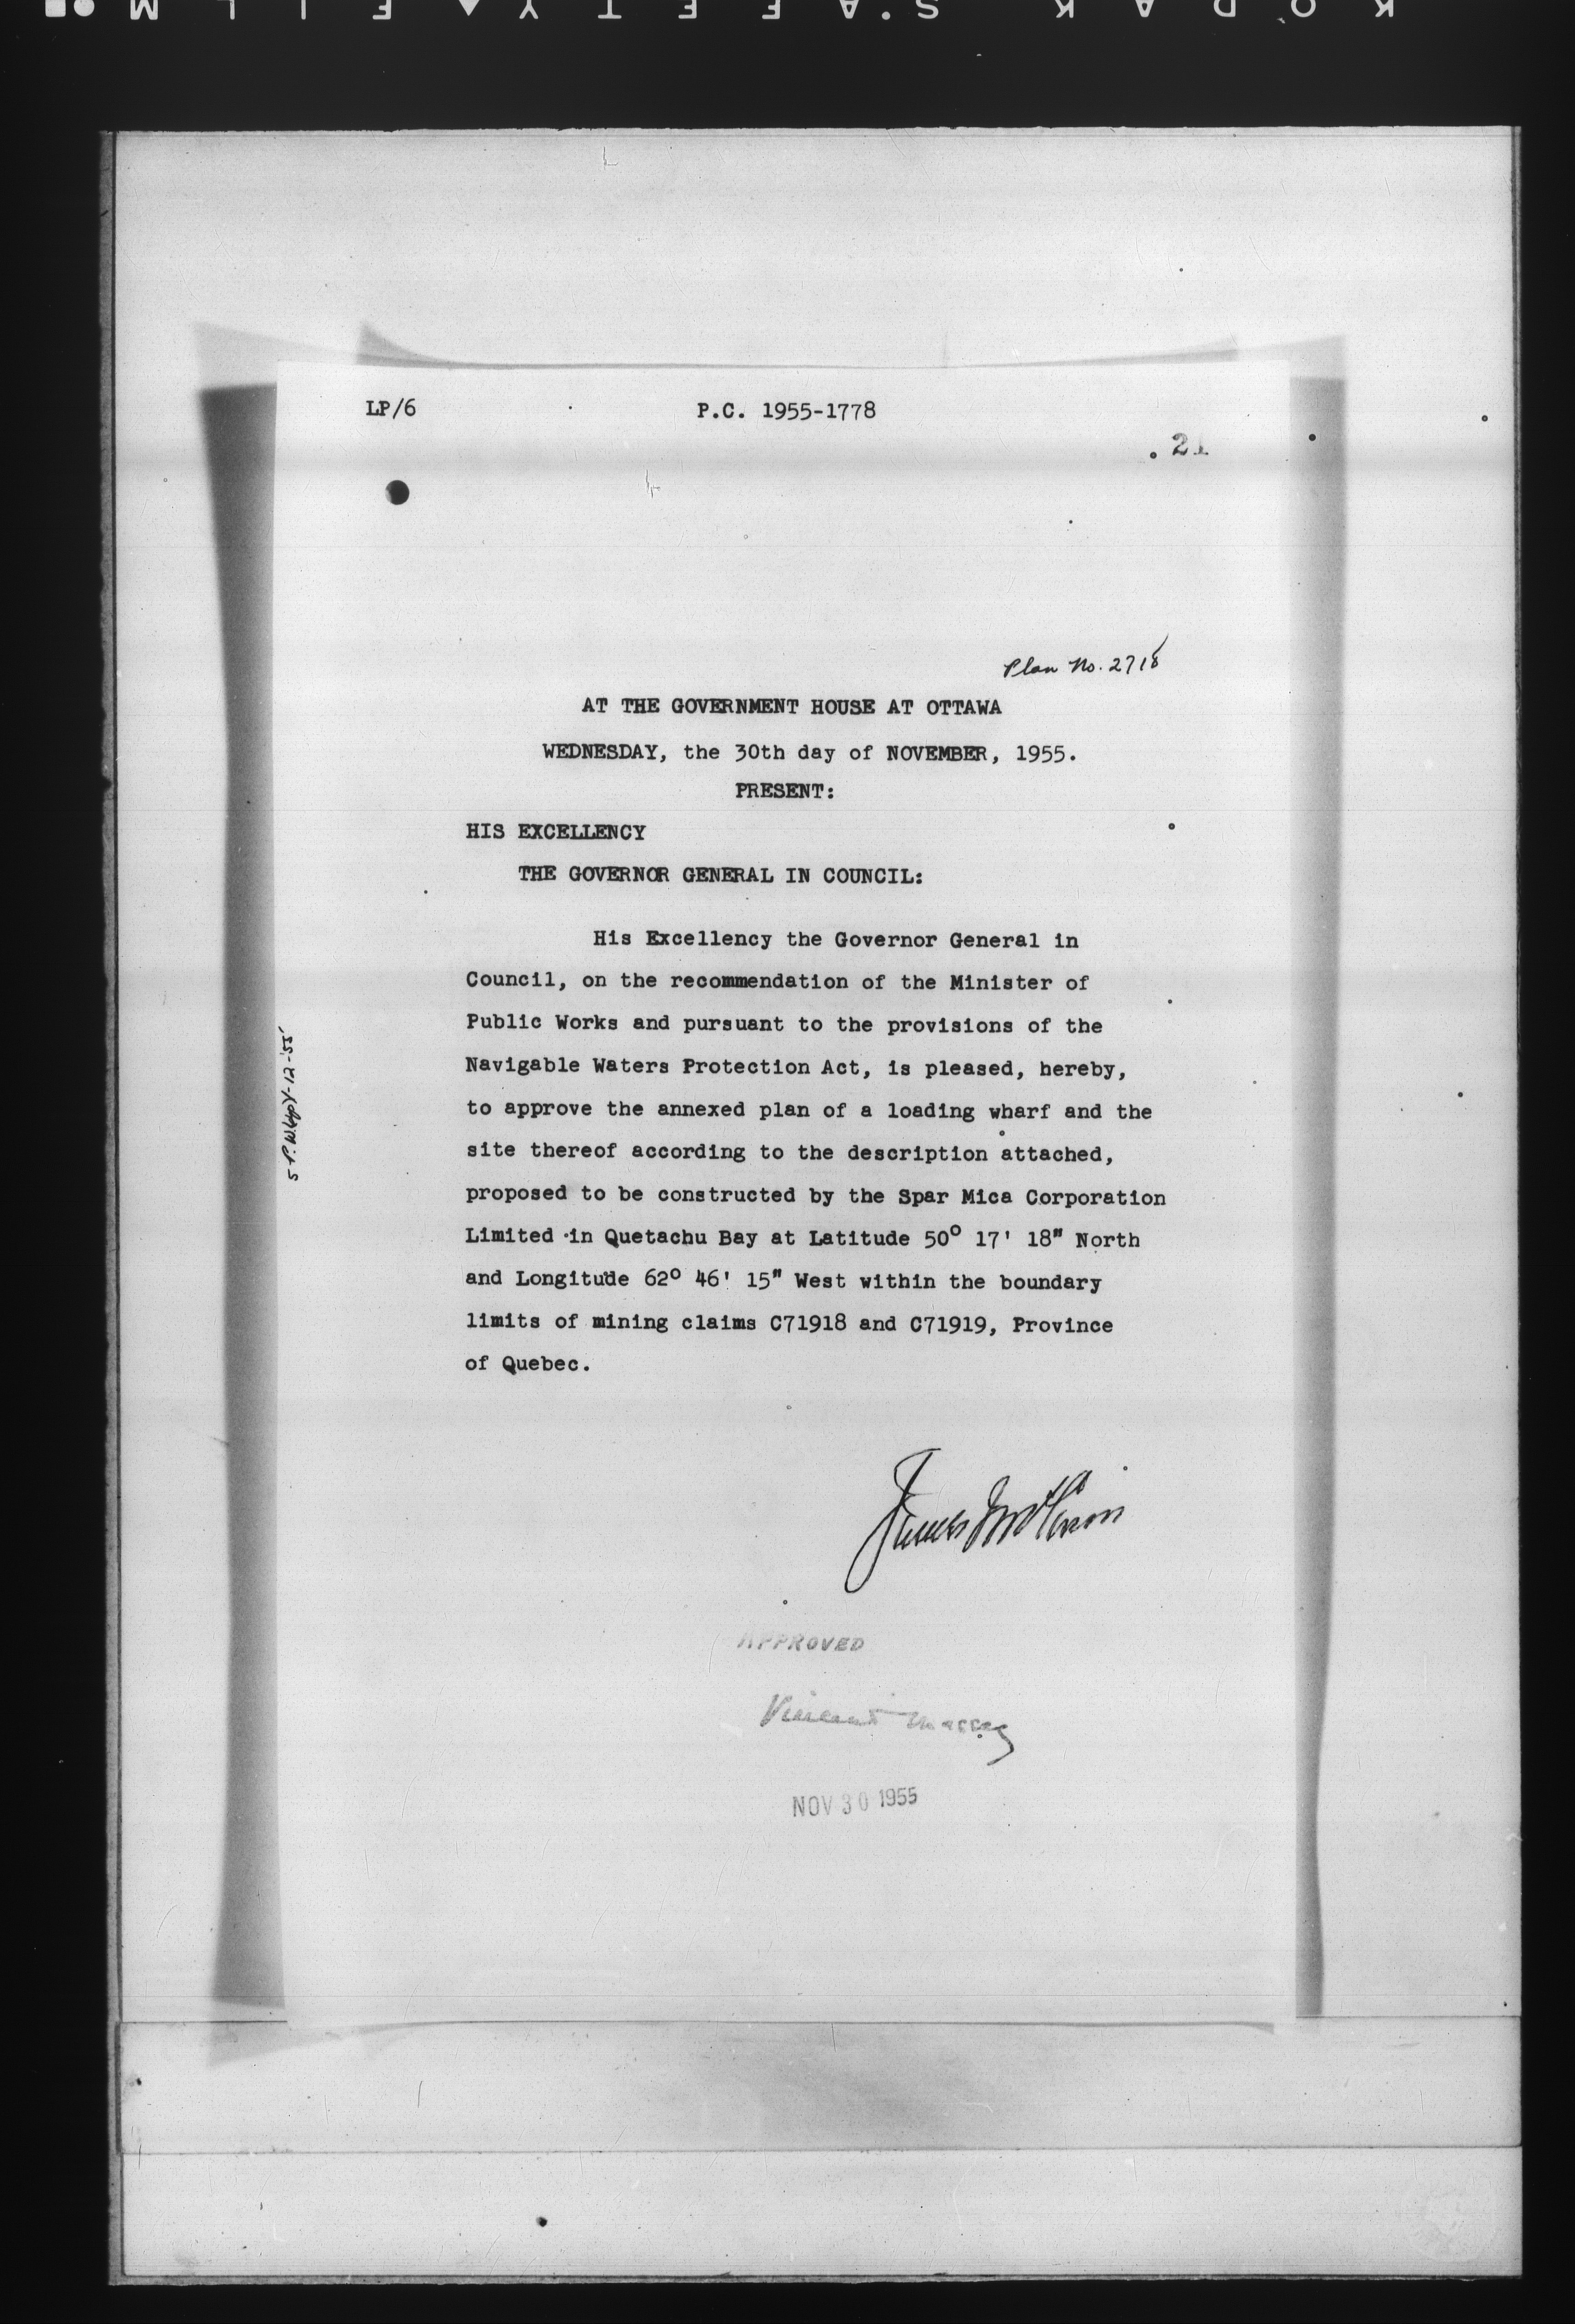 KODAK SAFETY FILM
LP/6
P.C. 1955-1778
21
Plan No. 2718
AT THE GOVERNMENT HOUSE AT OTTAWA
WEDNESDAY, the 30th day of NOVEMBER, 1955.
PRESENT:
HIS EXCELLENCY
THE GOVERNOR GENERAL IN COUNCIL:
His Excellency the Governor General in
Council, on the recommendation of the Minister of
Public Works and pursuant to the provisions of the
Navigable Waters Protection Act, is pleased, hereby,
to approve the annexed plan of a loading wharf and the
site thereof according to the description attached,
proposed to be constructed by the Spar Mica Corporation
Limited in Quetachu Bay at Latitude 50° 17' 18" North
and Longitude 62° 46' 15" West within the boundary
limits of mining claims C71918 and C71919, Province
of Quebec.
APPROVED
Vincent Massey
NOV 30 1955